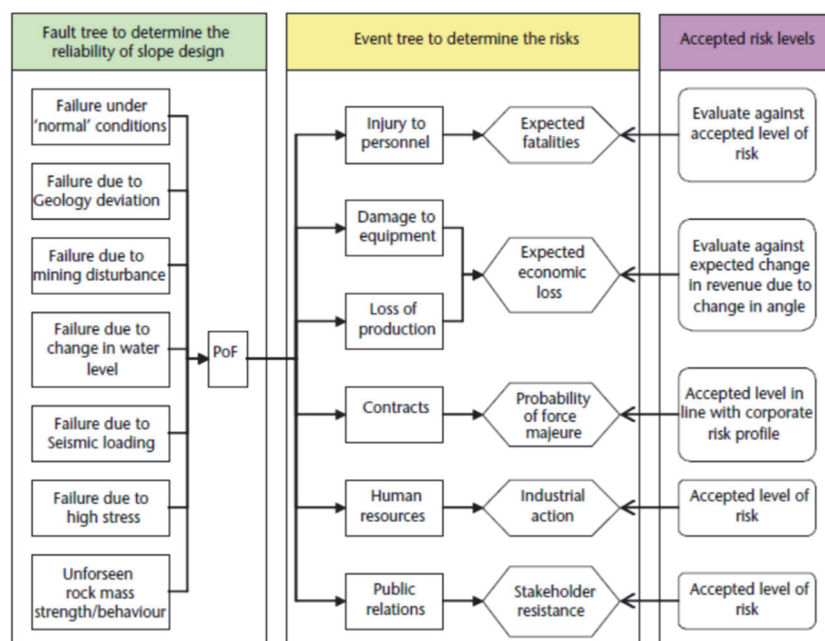 Fault tree to determine the
reliability of slope design
Event tree to determine the risks
Accepted risk levels
Failure under
‘normal’ conditions
Failure due to
Geology deviation
Failure due to
mining disturbance
Failure due to
change in water
level
Failure due to
Seismic loading
Failure due to
high stress
Unforseen
rock mass
strength/behaviour
PoF
Injury to
personnel
Damage to
equipment
Loss of
production
Contracts
Human
resources
Public
relations
Expected
fatalities
Expected
economic
loss
Probability
of force
majeure
Industrial
action
Stakeholder
resistance
Evaluate against
accepted level of
risk
Evaluate against
expected change
in revenue due to
change in angle
Accepted level in
line with corporate
risk profile
Accepted level of
risk
Accepted level of
risk